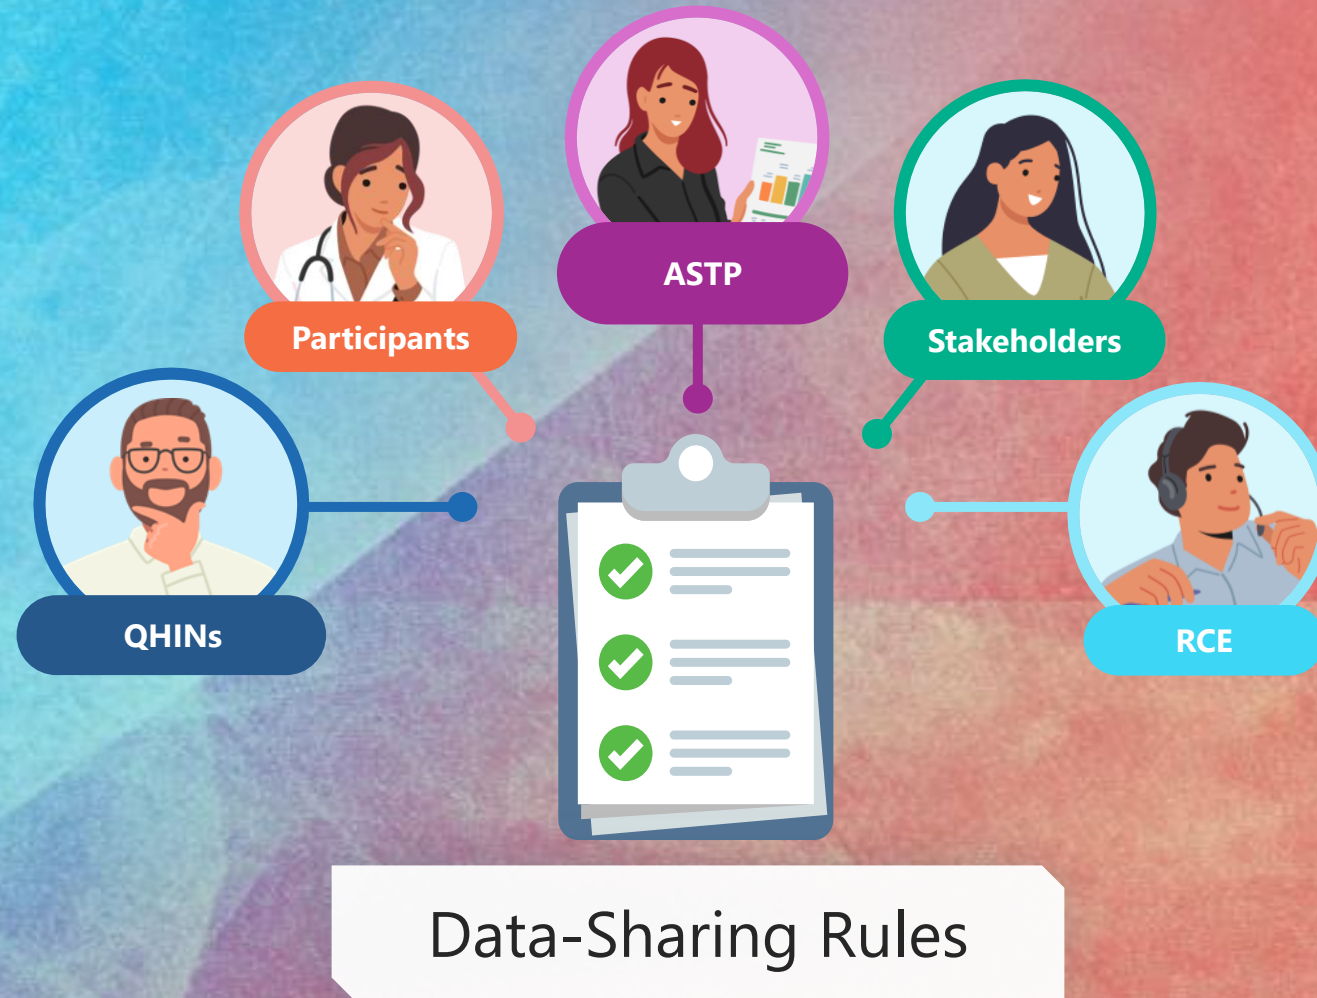 ASTP
Participants
Stakeholders
QHINs
RCE
Data-Sharing Rules